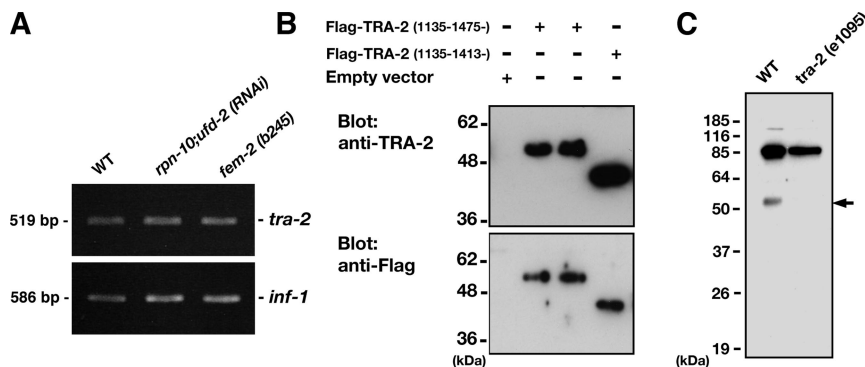 A
WT
rpn-10;ufd-2 (RNAi)
fem-2 (b245)
519 bp -
- tra-2
586 bp -
- inf-1
B
Flag-TRA-2 (1135-1475-) - + + -
Flag-TRA-2 (1135-1413-) - - - +
Empty vector + - - -
Blot:
anti-TRA-2
62 -
48 -
36 -
Blot:
anti-Flag
62 -
48 -
36 -
(kDa)
C
WT
tra-2 (e1095)
185 -
116 -
85 -
64 -
50 -
37 -
26 -
19 -
(kDa)